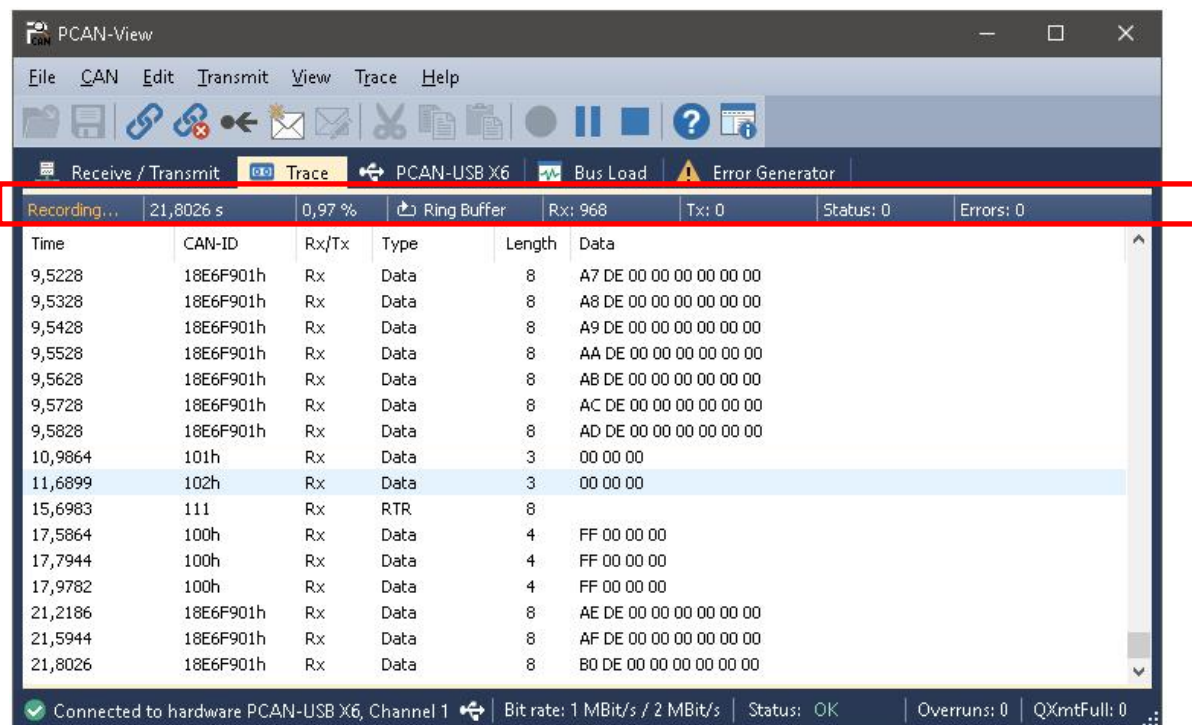 PCAN-View
File CAN Edit Transmit View Trace Help
Receive / Transmit Trace PCAN-USB X6 Bus Load Error Generator
Recording... 21,8026 s 0,97 % Ring Buffer Rx: 968 Tx: 0 Status: 0 Errors: 0
Time CAN-ID Rx/Tx Type Length Data
9,5228 18E6F901h Rx Data 8 A7 DE 00 00 00 00 00 00
9,5328 18E6F901h Rx Data 8 A8 DE 00 00 00 00 00 00
9,5428 18E6F901h Rx Data 8 A9 DE 00 00 00 00 00 00
9,5528 18E6F901h Rx Data 8 AA DE 00 00 00 00 00 00
9,5628 18E6F901h Rx Data 8 AB DE 00 00 00 00 00 00
9,5728 18E6F901h Rx Data 8 AC DE 00 00 00 00 00 00
9,5828 18E6F901h Rx Data 8 AD DE 00 00 00 00 00 00
10,9864 101h Rx Data 3 00 00 00
11,6899 102h Rx Data 3 00 00 00
15,6983 111 Rx RTR 8
17,5864 100h Rx Data 4 FF 00 00 00
17,7944 100h Rx Data 4 FF 00 00 00
17,9782 100h Rx Data 4 FF 00 00 00
21,2186 18E6F901h Rx Data 8 AE DE 00 00 00 00 00 00
21,5944 18E6F901h Rx Data 8 AF DE 00 00 00 00 00 00
21,8026 18E6F901h Rx Data 8 B0 DE 00 00 00 00 00 00
Connected to hardware PCAN-USB X6, Channel 1 Bit rate: 1 MBit/s / 2 MBit/s Status: OK Overruns: 0 QXmtFull: 0